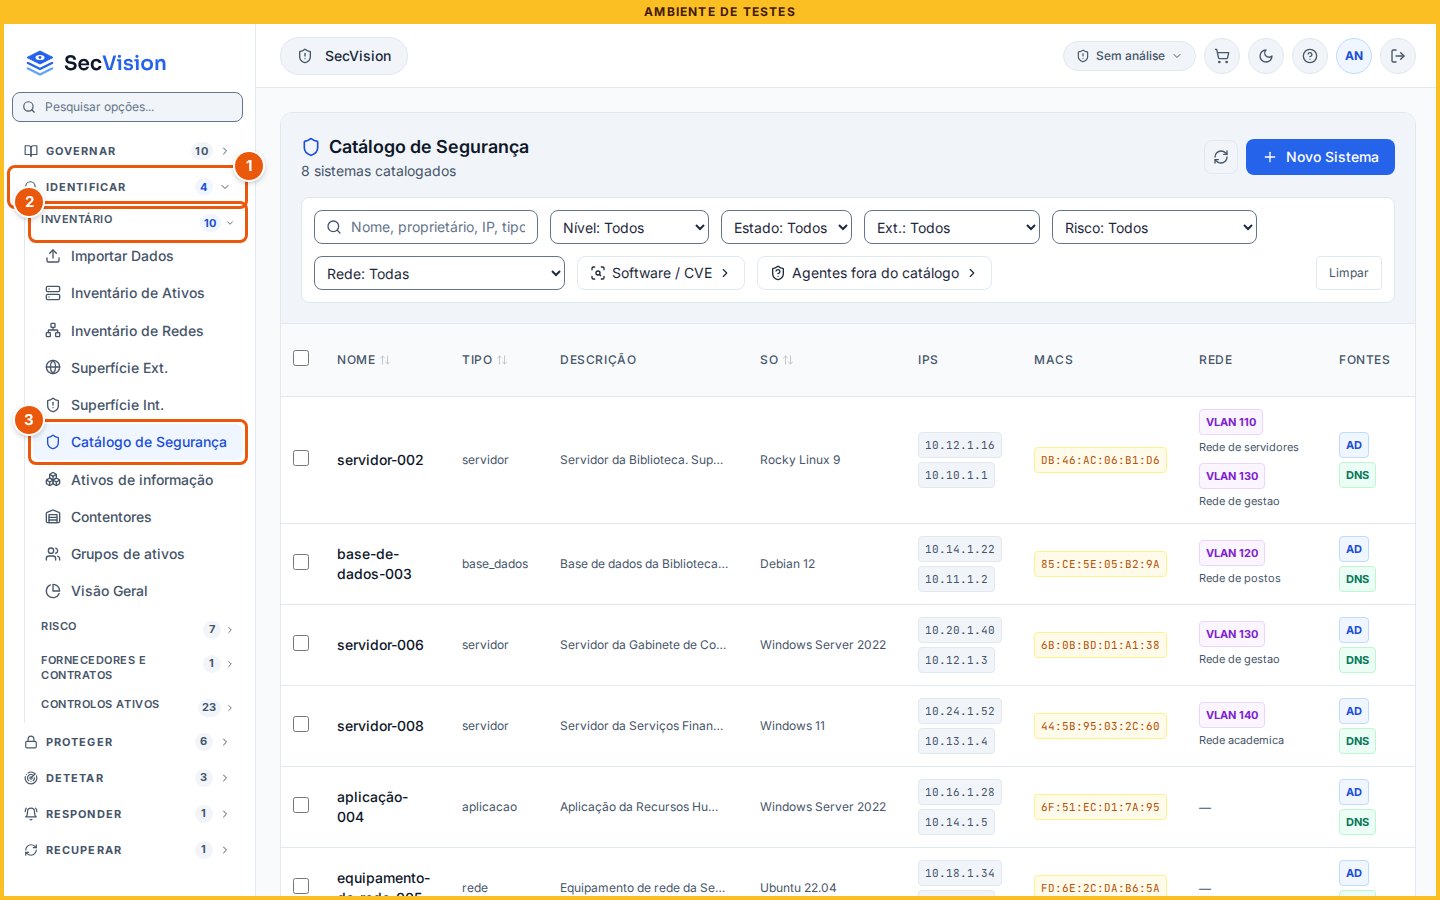 AMBIENTE DE TESTES
SecVision
Pesquisar opções...
GOVERNAR 10
1
IDENTIFICAR 4
2
INVENTÁRIO 10
Importar Dados
Inventário de Ativos
Inventário de Redes
Superfície Ext.
Superfície Int.
3
Catálogo de Segurança
Ativos de informação
Contentores
Grupos de ativos
Visão Geral
RISCO 7
FORNECEDORES E CONTRATOS 1
CONTROLOS ATIVOS 23
PROTEGER 6
DETETAR 3
RESPONDER 1
RECUPERAR 1
SecVision
Sem análise
AN
Catálogo de Segurança
8 sistemas catalogados
Novo Sistema
Nome, proprietário, IP, tipo
Nível: Todos
Estado: Todos
Ext.: Todos
Risco: Todos
Rede: Todas
Software / CVE
Agentes fora do catálogo
Limpar
NOME TIPO DESCRIÇÃO SO IPS MACS REDE FONTES
servidor-002 servidor Servidor da Biblioteca. Sup... Rocky Linux 9 10.12.1.16 10.10.1.1 DB:46:AC:06:B1:D6 VLAN 110 Rede de servidores VLAN 130 Rede de gestao AD DNS
base-de-dados-003 base_dados Base de dados da Biblioteca... Debian 12 10.14.1.22 10.11.1.2 85:CE:5E:05:B2:9A VLAN 120 Rede de postos AD DNS
servidor-006 servidor Servidor da Gabinete de Co... Windows Server 2022 10.20.1.40 10.12.1.3 6B:0B:BD:D1:A1:38 VLAN 130 Rede de gestao AD DNS
servidor-008 servidor Servidor da Serviços Finan... Windows 11 10.24.1.52 10.13.1.4 44:5B:95:03:2C:60 VLAN 140 Rede academica AD DNS
aplicação-004 aplicacao Aplicação da Recursos Hu... Windows Server 2022 10.16.1.28 10.14.1.5 6F:51:EC:D1:7A:95 — AD DNS
equipamento-de-rede-005 rede Equipamento de rede da Se... Ubuntu 22.04 10.18.1.34 FD:6E:2C:DA:B6:5A — AD